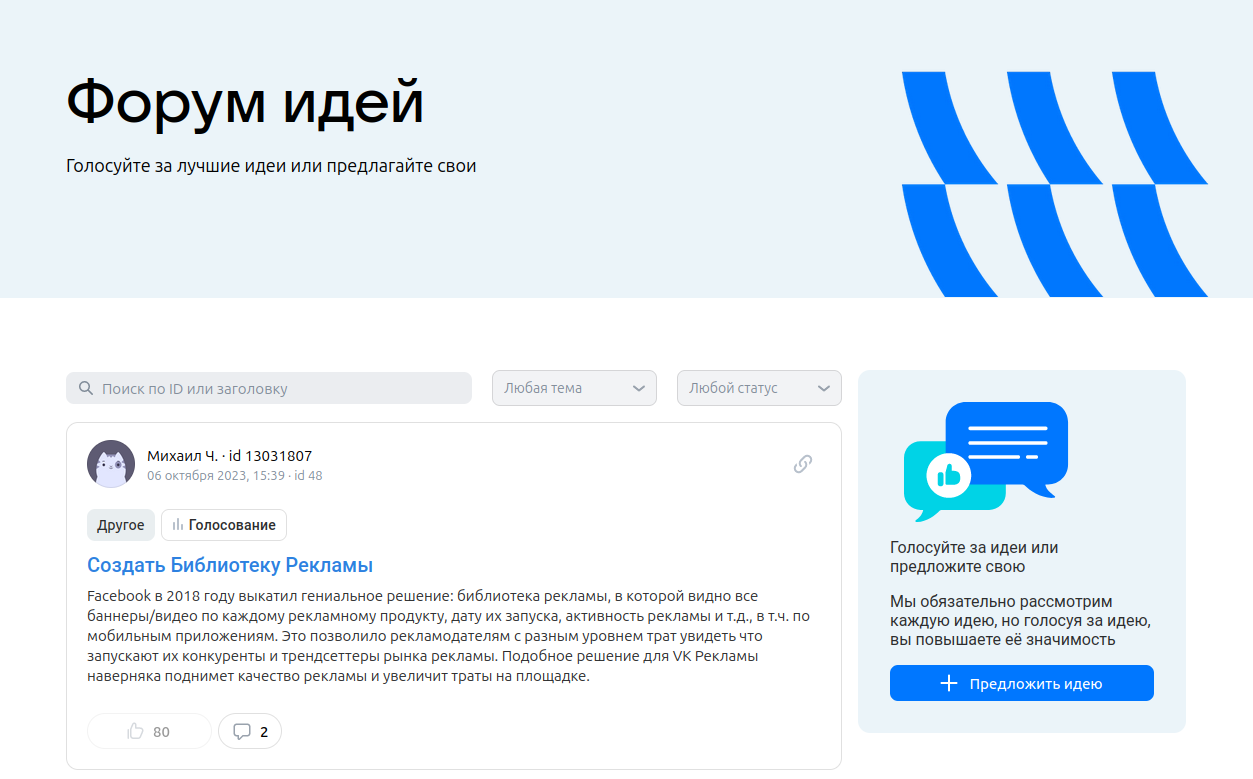 Форум идей
Голосуйте за лучшие идеи или предлагайте свои
Поиск по ID или заголовку
Любая тема
Любой статус
Михаил Ч. · id 13031807
06 октября 2023, 15:39 · id 48
Другое
Голосование
Создать Библиотеку Рекламы
Facebook в 2018 году выкатил гениальное решение: библиотека рекламы, в которой видно все
баннеры/видео по каждому рекламному продукту, дату их запуска, активность рекламы и т.д., в т.ч. по
мобильным приложениям. Это позволило рекламодателям с разным уровнем трат увидеть что
запускают их конкуренты и трендсеттеры рынка рекламы. Подобное решение для VK Рекламы
наверняка поднимет качество рекламы и увеличит траты на площадке.
80
2
Голосуйте за идеи или
предложите свою
Мы обязательно рассмотрим
каждую идею, но голосуя за идею,
вы повышаете её значимость
Предложить идею